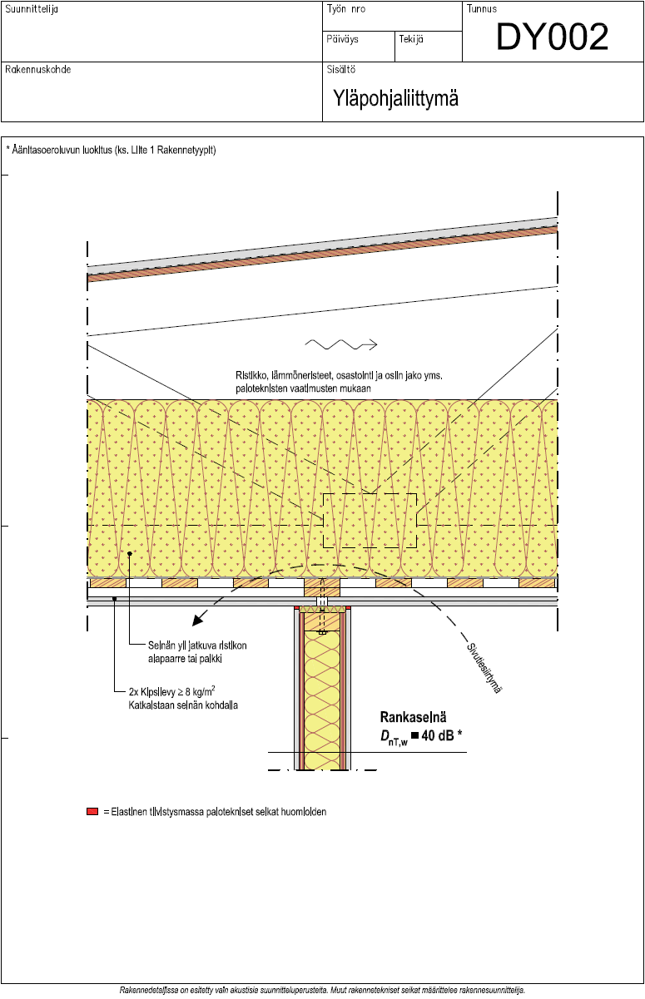 Suunnittelija
Työn nro
Tunnus
DY002
Päiväys
Tekijä
Rakennuskohde
Sisältö
Yläpohjaliittymä
* Äänitasoeroluvun luokitus (ks. Liite 1 Rakennetyypit)
Ristikko, lämmöneristeet, osastointi ja osiin jako yms.
paloteknisten vaatimusten mukaan
Seinän yli jatkuva ristikon
alapaarre tai palkki
Sivutiesiirtymä
2x Kipsilevy ≥ 8 kg/m²
Katkaistaan seinän kohdalla
Rankaseinä
DnT,w = 40 dB *
= Elastinen tiivistysmassa palotekniset seikat huomioiden
Rakennedetaljissa on esitetty vain akustisia suunnitteluperusteita. Muut rakennetekniset seikat määrittelee rakennesuunnittelija.